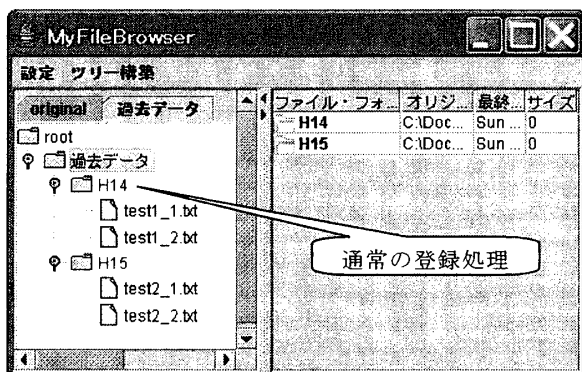 MyFileBrowser
設定 ツリー構築
original 過去データ
root
過去データ
H14
test1_1.txt
test1_2.txt
H15
test2_1.txt
test2_2.txt
ファイル・フォ... オリジ... 最終... サイズ
H14 C:\Doc... Sun ... 0
H15 C:\Doc... Sun ... 0
通常の登録処理